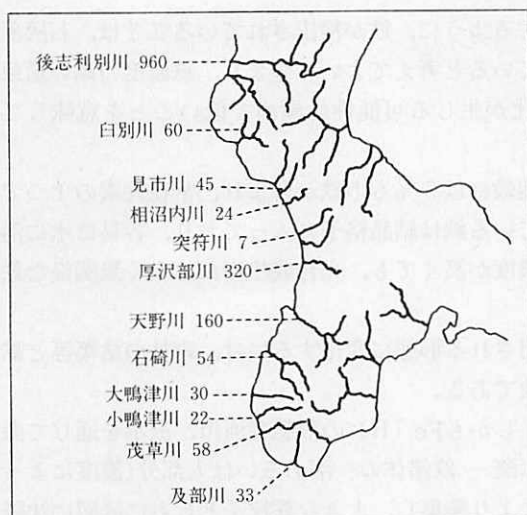 後志利別川 960
臼別川 60
見市川 45
相沼内川 24
突符川 7
厚沢部川 320
天野川 160
石碕川 54
大鴨津川 30
小鴨津川 22
茂草川 58
及部川 33